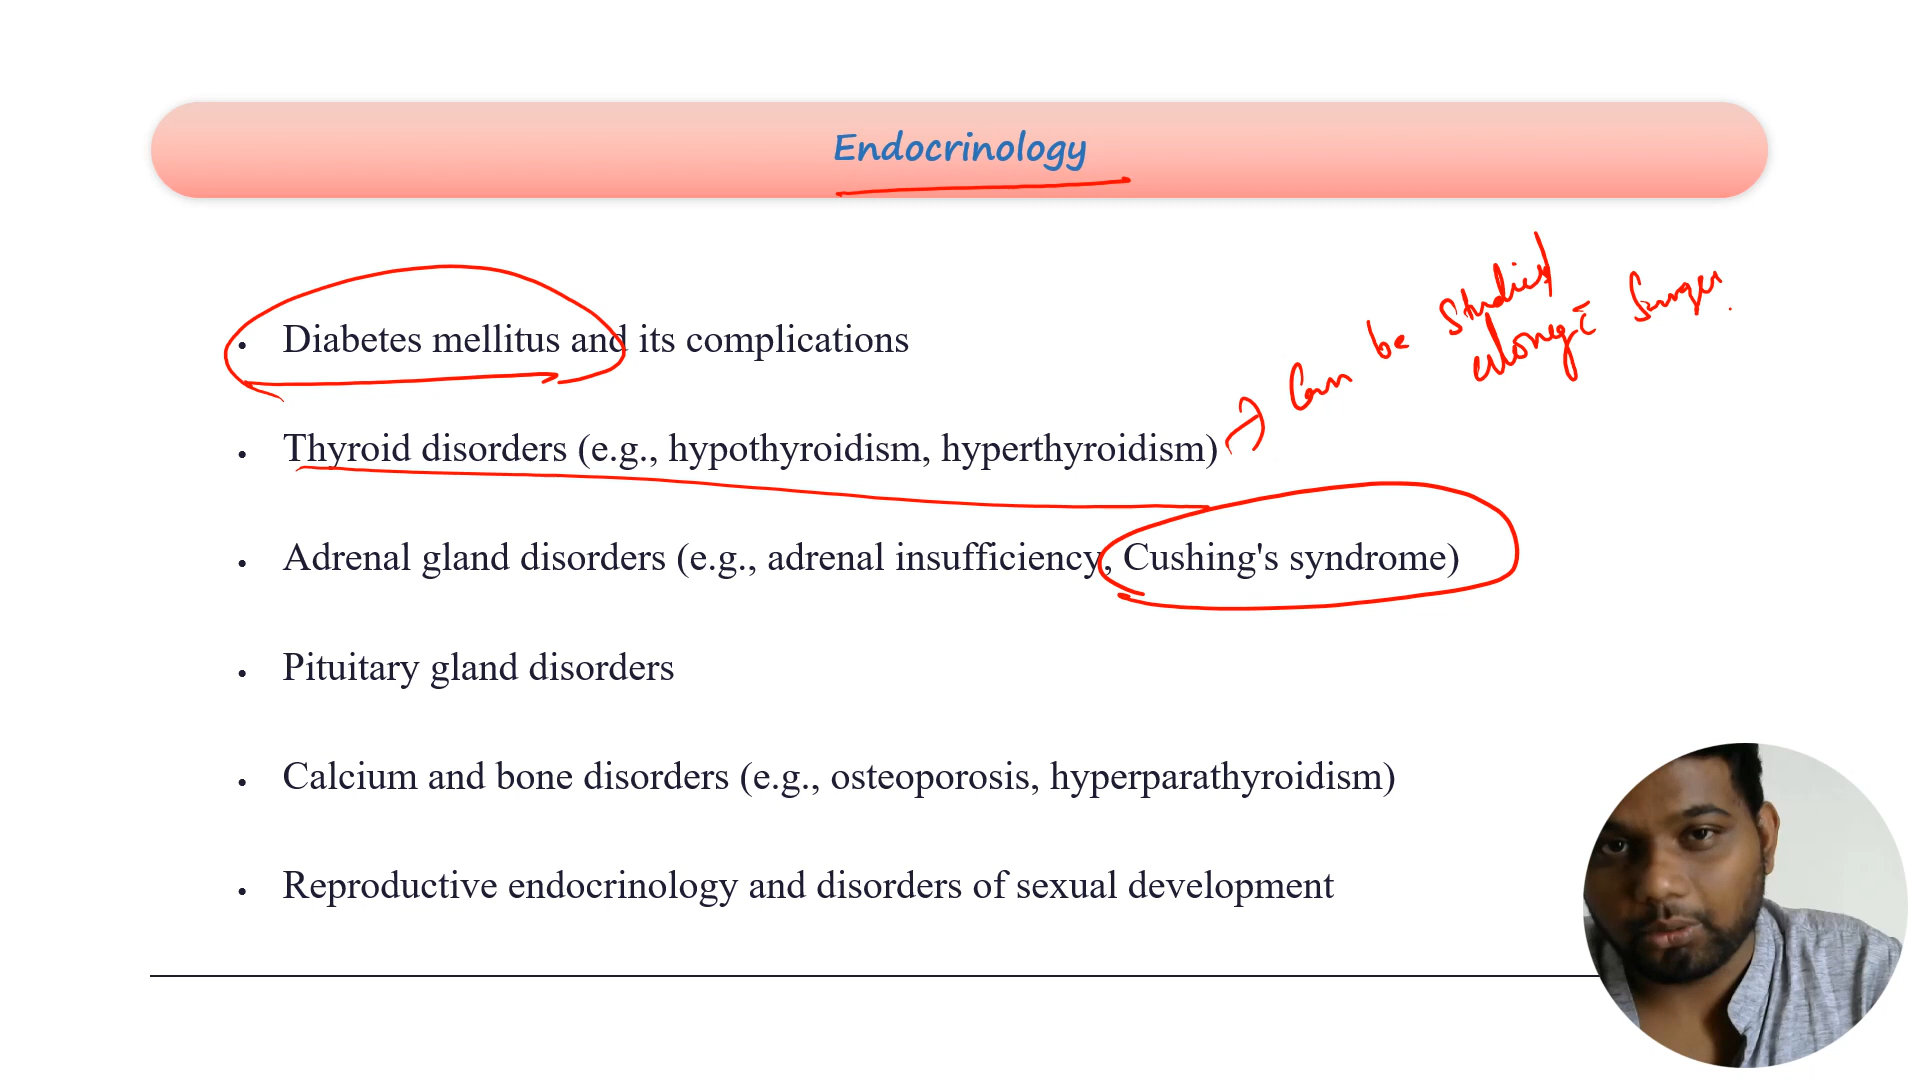 Endocrinology
Can be studied
along c̄ Surger
• Diabetes mellitus and its complications
• Thyroid disorders (e.g., hypothyroidism, hyperthyroidism)
• Adrenal gland disorders (e.g., adrenal insufficiency, Cushing's syndrome)
• Pituitary gland disorders
• Calcium and bone disorders (e.g., osteoporosis, hyperparathyroidism)
• Reproductive endocrinology and disorders of sexual development